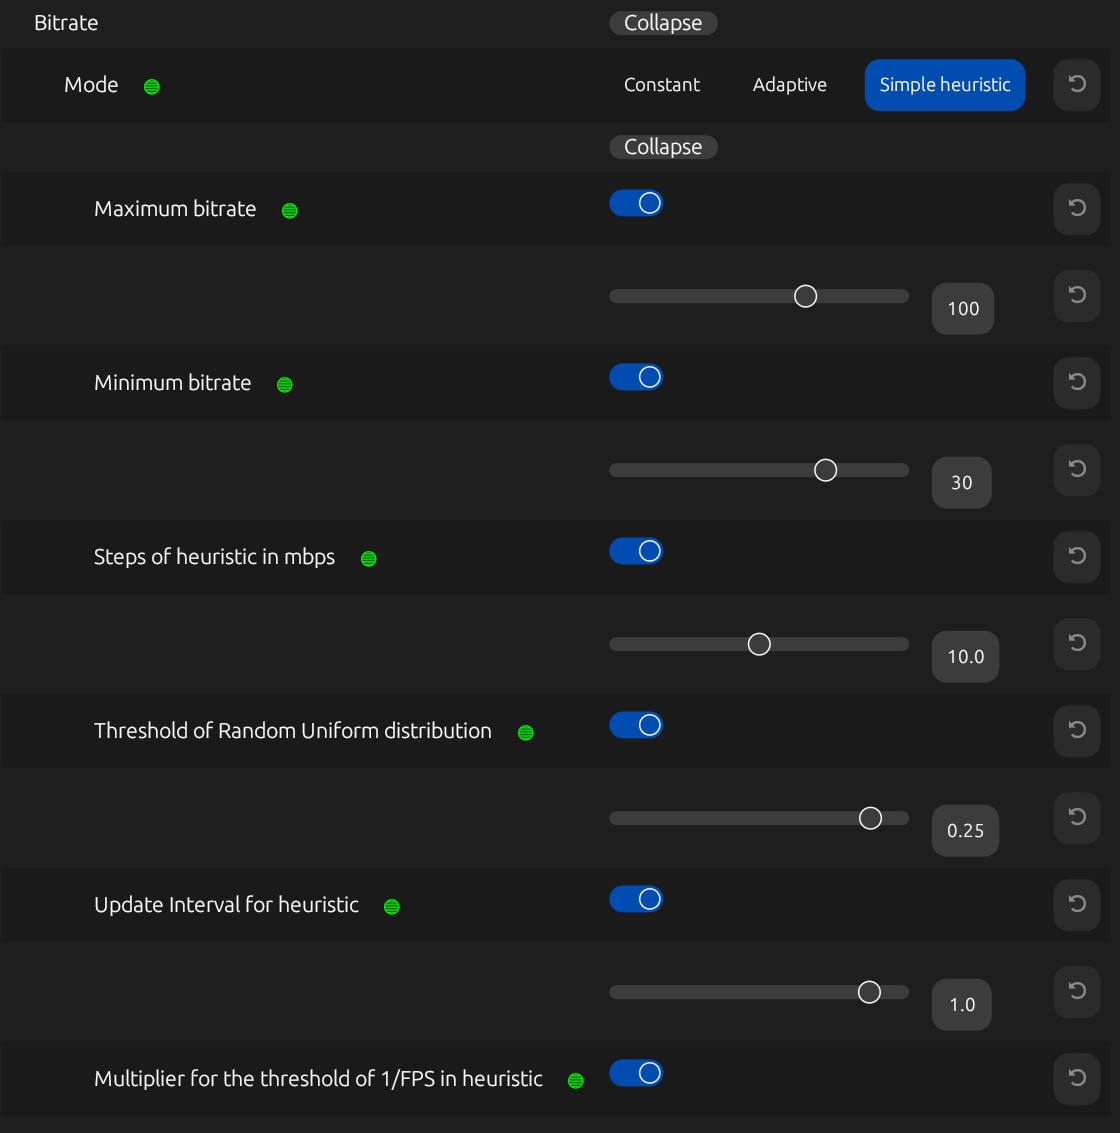 Bitrate Collapse
Mode Constant Adaptive Simple heuristic
Collapse
Maximum bitrate
100
Minimum bitrate
30
Steps of heuristic in mbps
10.0
Threshold of Random Uniform distribution
0.25
Update Interval for heuristic
1.0
Multiplier for the threshold of 1/FPS in heuristic